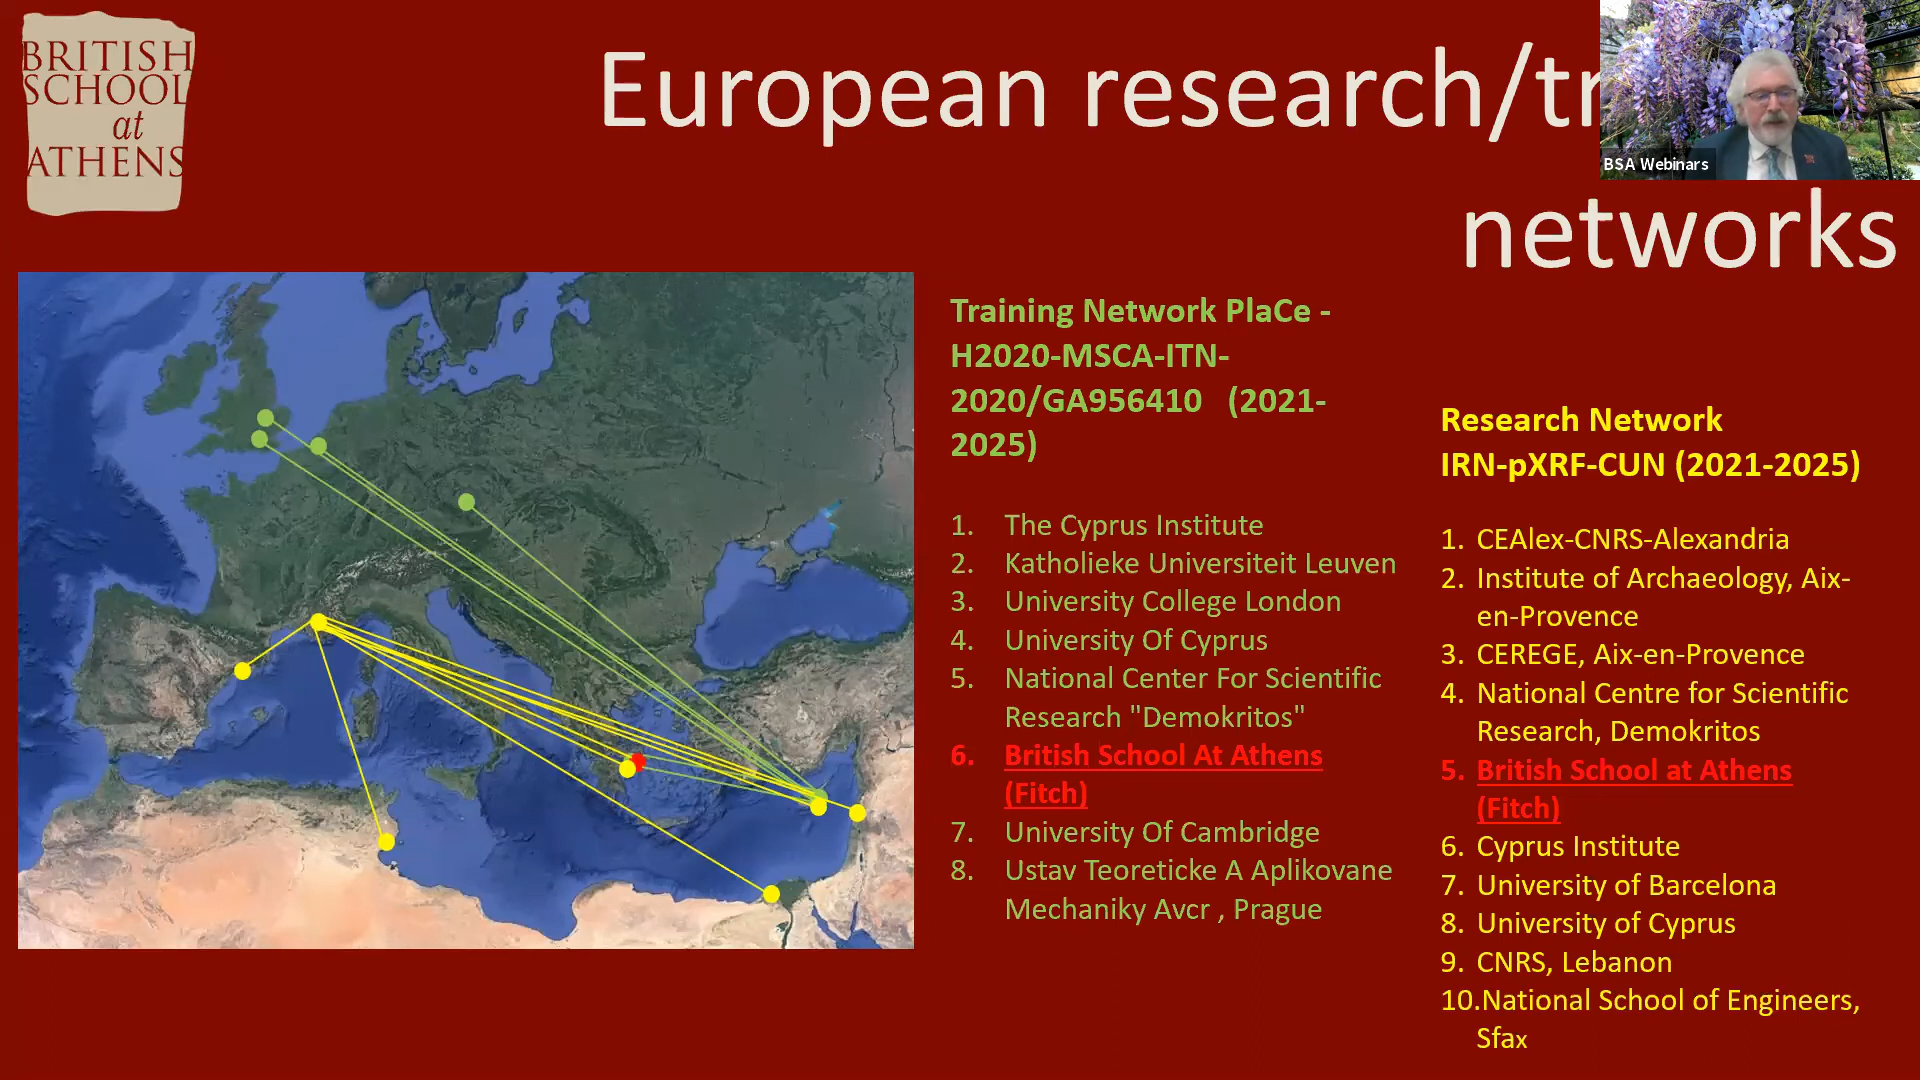 BRITISH
SCHOOL
at
ATHENS
European research/tr
networks
BSA Webinars
Training Network PlaCe -
H2020-MSCA-ITN-
2020/GA956410 (2021-
2025)
1. The Cyprus Institute
2. Katholieke Universiteit Leuven
3. University College London
4. University Of Cyprus
5. National Center For Scientific
Research "Demokritos"
6. British School At Athens
(Fitch)
7. University Of Cambridge
8. Ustav Teoreticke A Aplikovane
Mechaniky Avcr , Prague
Research Network
IRN-pXRF-CUN (2021-2025)
1. CEAlex-CNRS-Alexandria
2. Institute of Archaeology, Aix-
en-Provence
3. CEREGE, Aix-en-Provence
4. National Centre for Scientific
Research, Demokritos
5. British School at Athens
(Fitch)
6. Cyprus Institute
7. University of Barcelona
8. University of Cyprus
9. CNRS, Lebanon
10.National School of Engineers,
Sfax